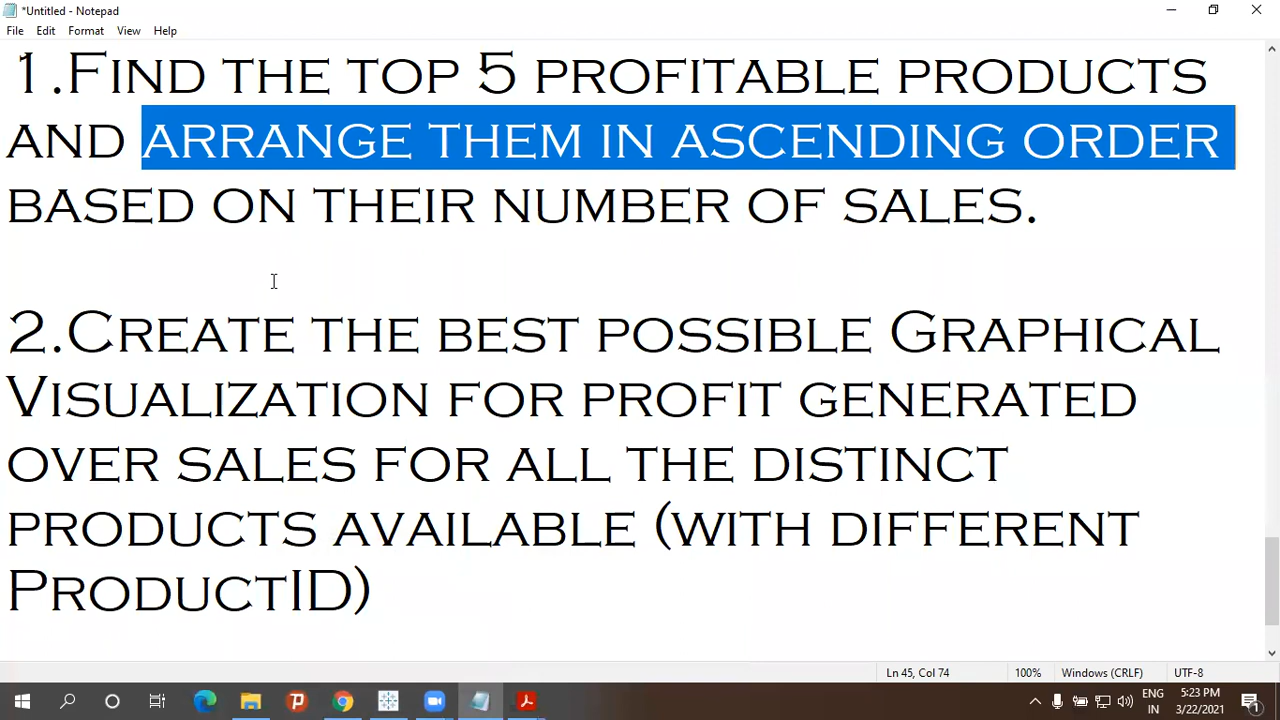 *Untitled - Notepad
File Edit Format View Help
1.Find the top 5 profitable products
and arrange them in ascending order
based on their number of sales.
2.Create the best possible Graphical
Visualization for profit generated
over sales for all the distinct
products available (with different
ProductID)
Ln 45, Col 74 100% Windows (CRLF) UTF-8
ENG 5:23 PM
IN 3/22/2021